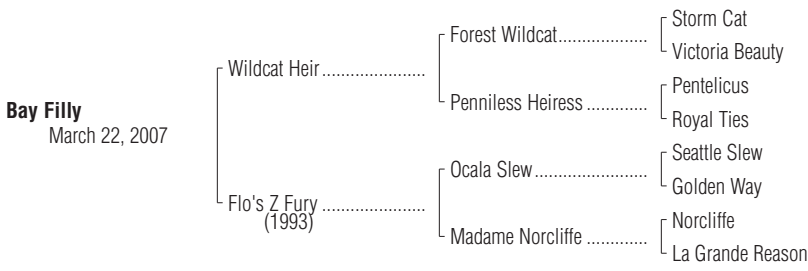 Bay Filly
March 22, 2007
Wildcat Heir......................
Flo's Z Fury ......................
(1993)
Forest Wildcat...................
Penniless Heiress .............
Ocala Slew........................
Madame Norcliffe .............
Storm Cat
Victoria Beauty
Pentelicus
Royal Ties
Seattle Slew
Golden Way
Norcliffe
La Grande Reason